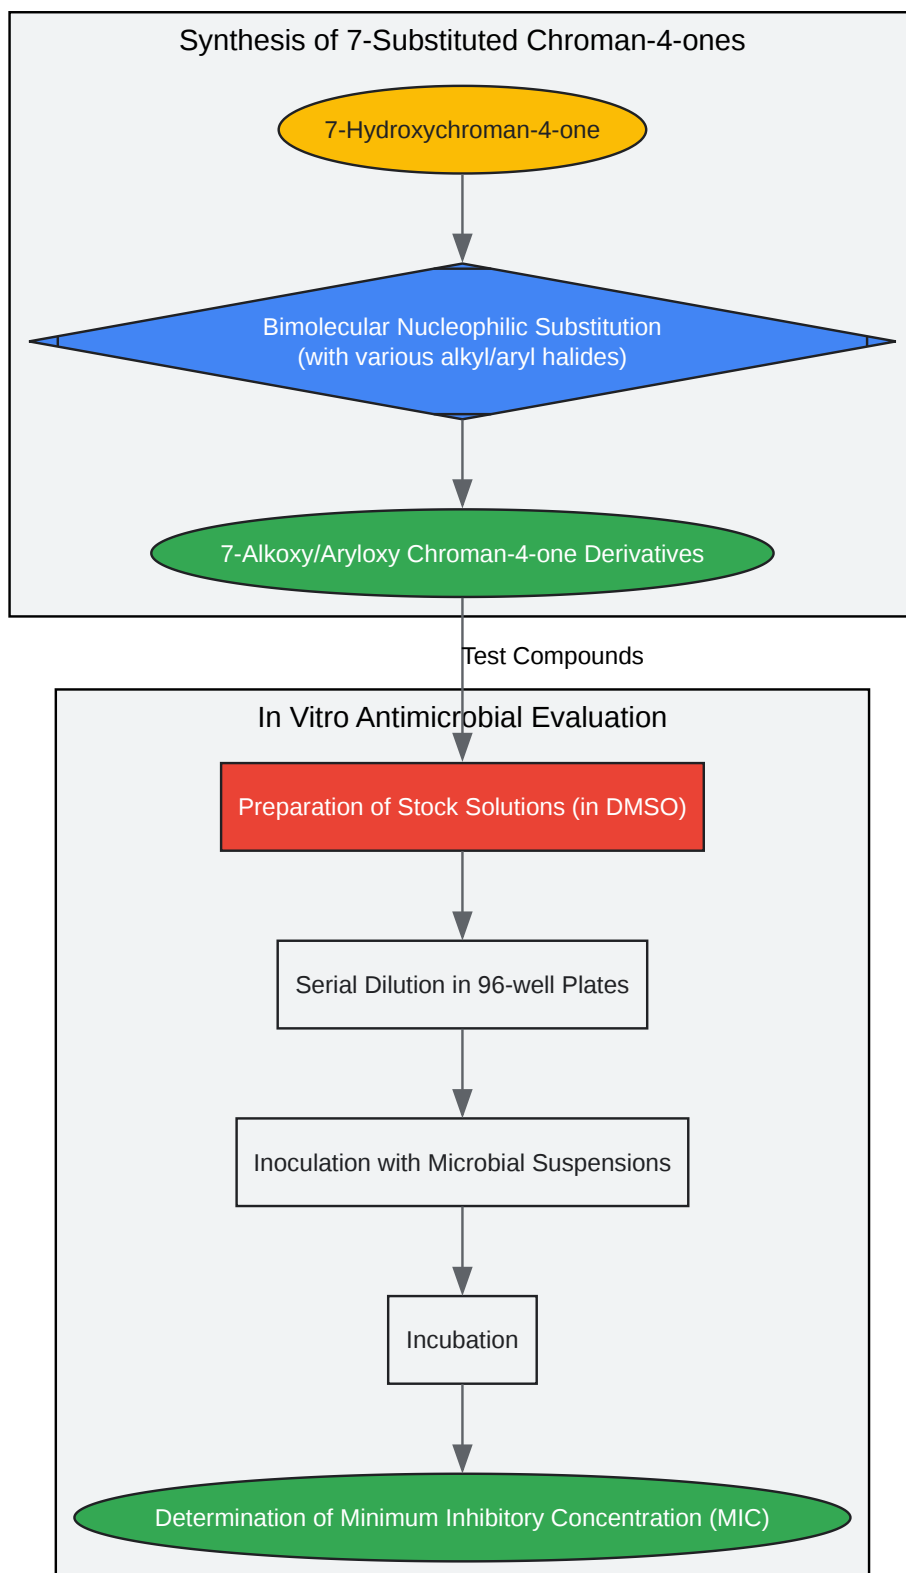 Synthesis of 7-Substituted Chroman-4-ones
7-Hydroxychroman-4-one
Bimolecular Nucleophilic Substitution
(with various alkyl/aryl halides)
7-Alkoxy/Aryloxy Chroman-4-one Derivatives
Test Compounds
In Vitro Antimicrobial Evaluation
Preparation of Stock Solutions (in DMSO)
Serial Dilution in 96-well Plates
Inoculation with Microbial Suspensions
Incubation
Determination of Minimum Inhibitory Concentration (MIC)